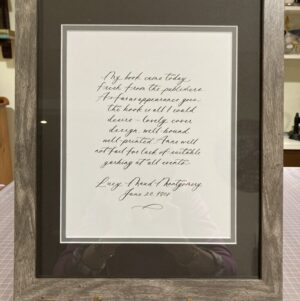 My book came today,
fresh from the publishers.
As far as appearance goes,
the book is all I could
desire - lovely cover
design, well bound,
well printed. Anne will
not fail for lack of suitable
garbing at all events.
Lucy Maud Montgomery
June 20, 1908